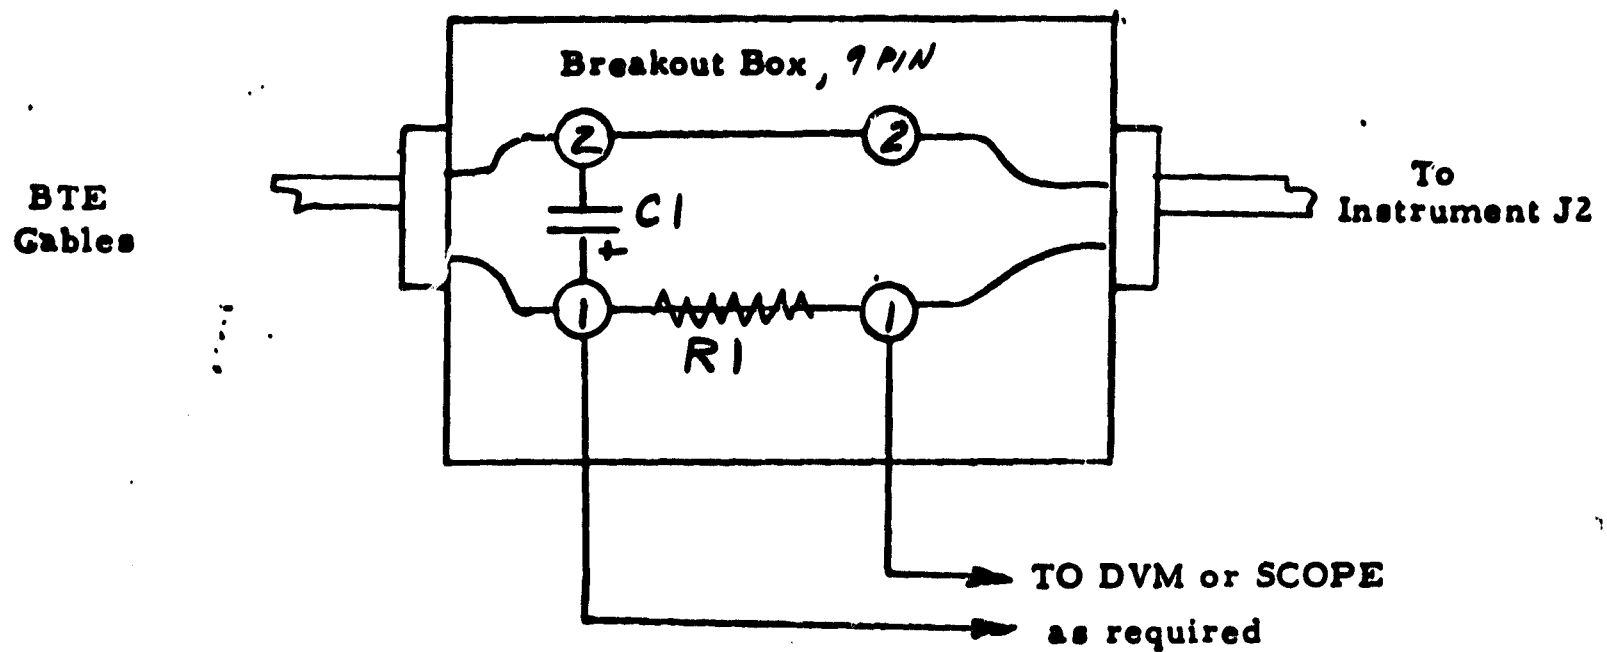 Breakout Box, 9 PIN
2
2
C1
+
BTE
Cables
To
Instrument J2
1
1
R1
TO DVM or SCOPE
as required